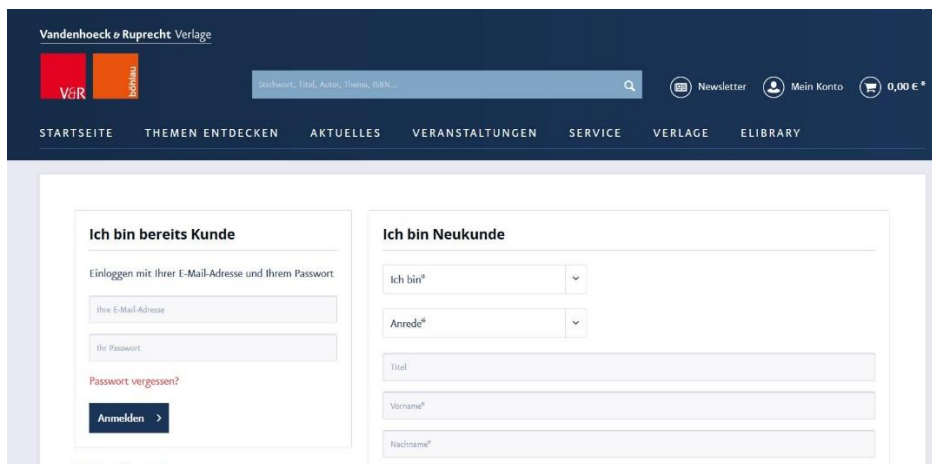 Vandenhoeck & Ruprecht Verlage
V&R
böhlau
Stichwort, Titel, Autor, Thema, ISBN...
Newsletter
Mein Konto
0,00 € *
STARTSEITE THEMEN ENTDECKEN AKTUELLES VERANSTALTUNGEN SERVICE VERLAGE ELIBRARY
Ich bin bereits Kunde
Einloggen mit Ihrer E-Mail-Adresse und Ihrem Passwort
Ihre E-Mail-Adresse
Ihr Passwort
Passwort vergessen?
Anmelden
Ich bin Neukunde
Ich bin*
Anrede*
Titel
Vorname*
Nachname*